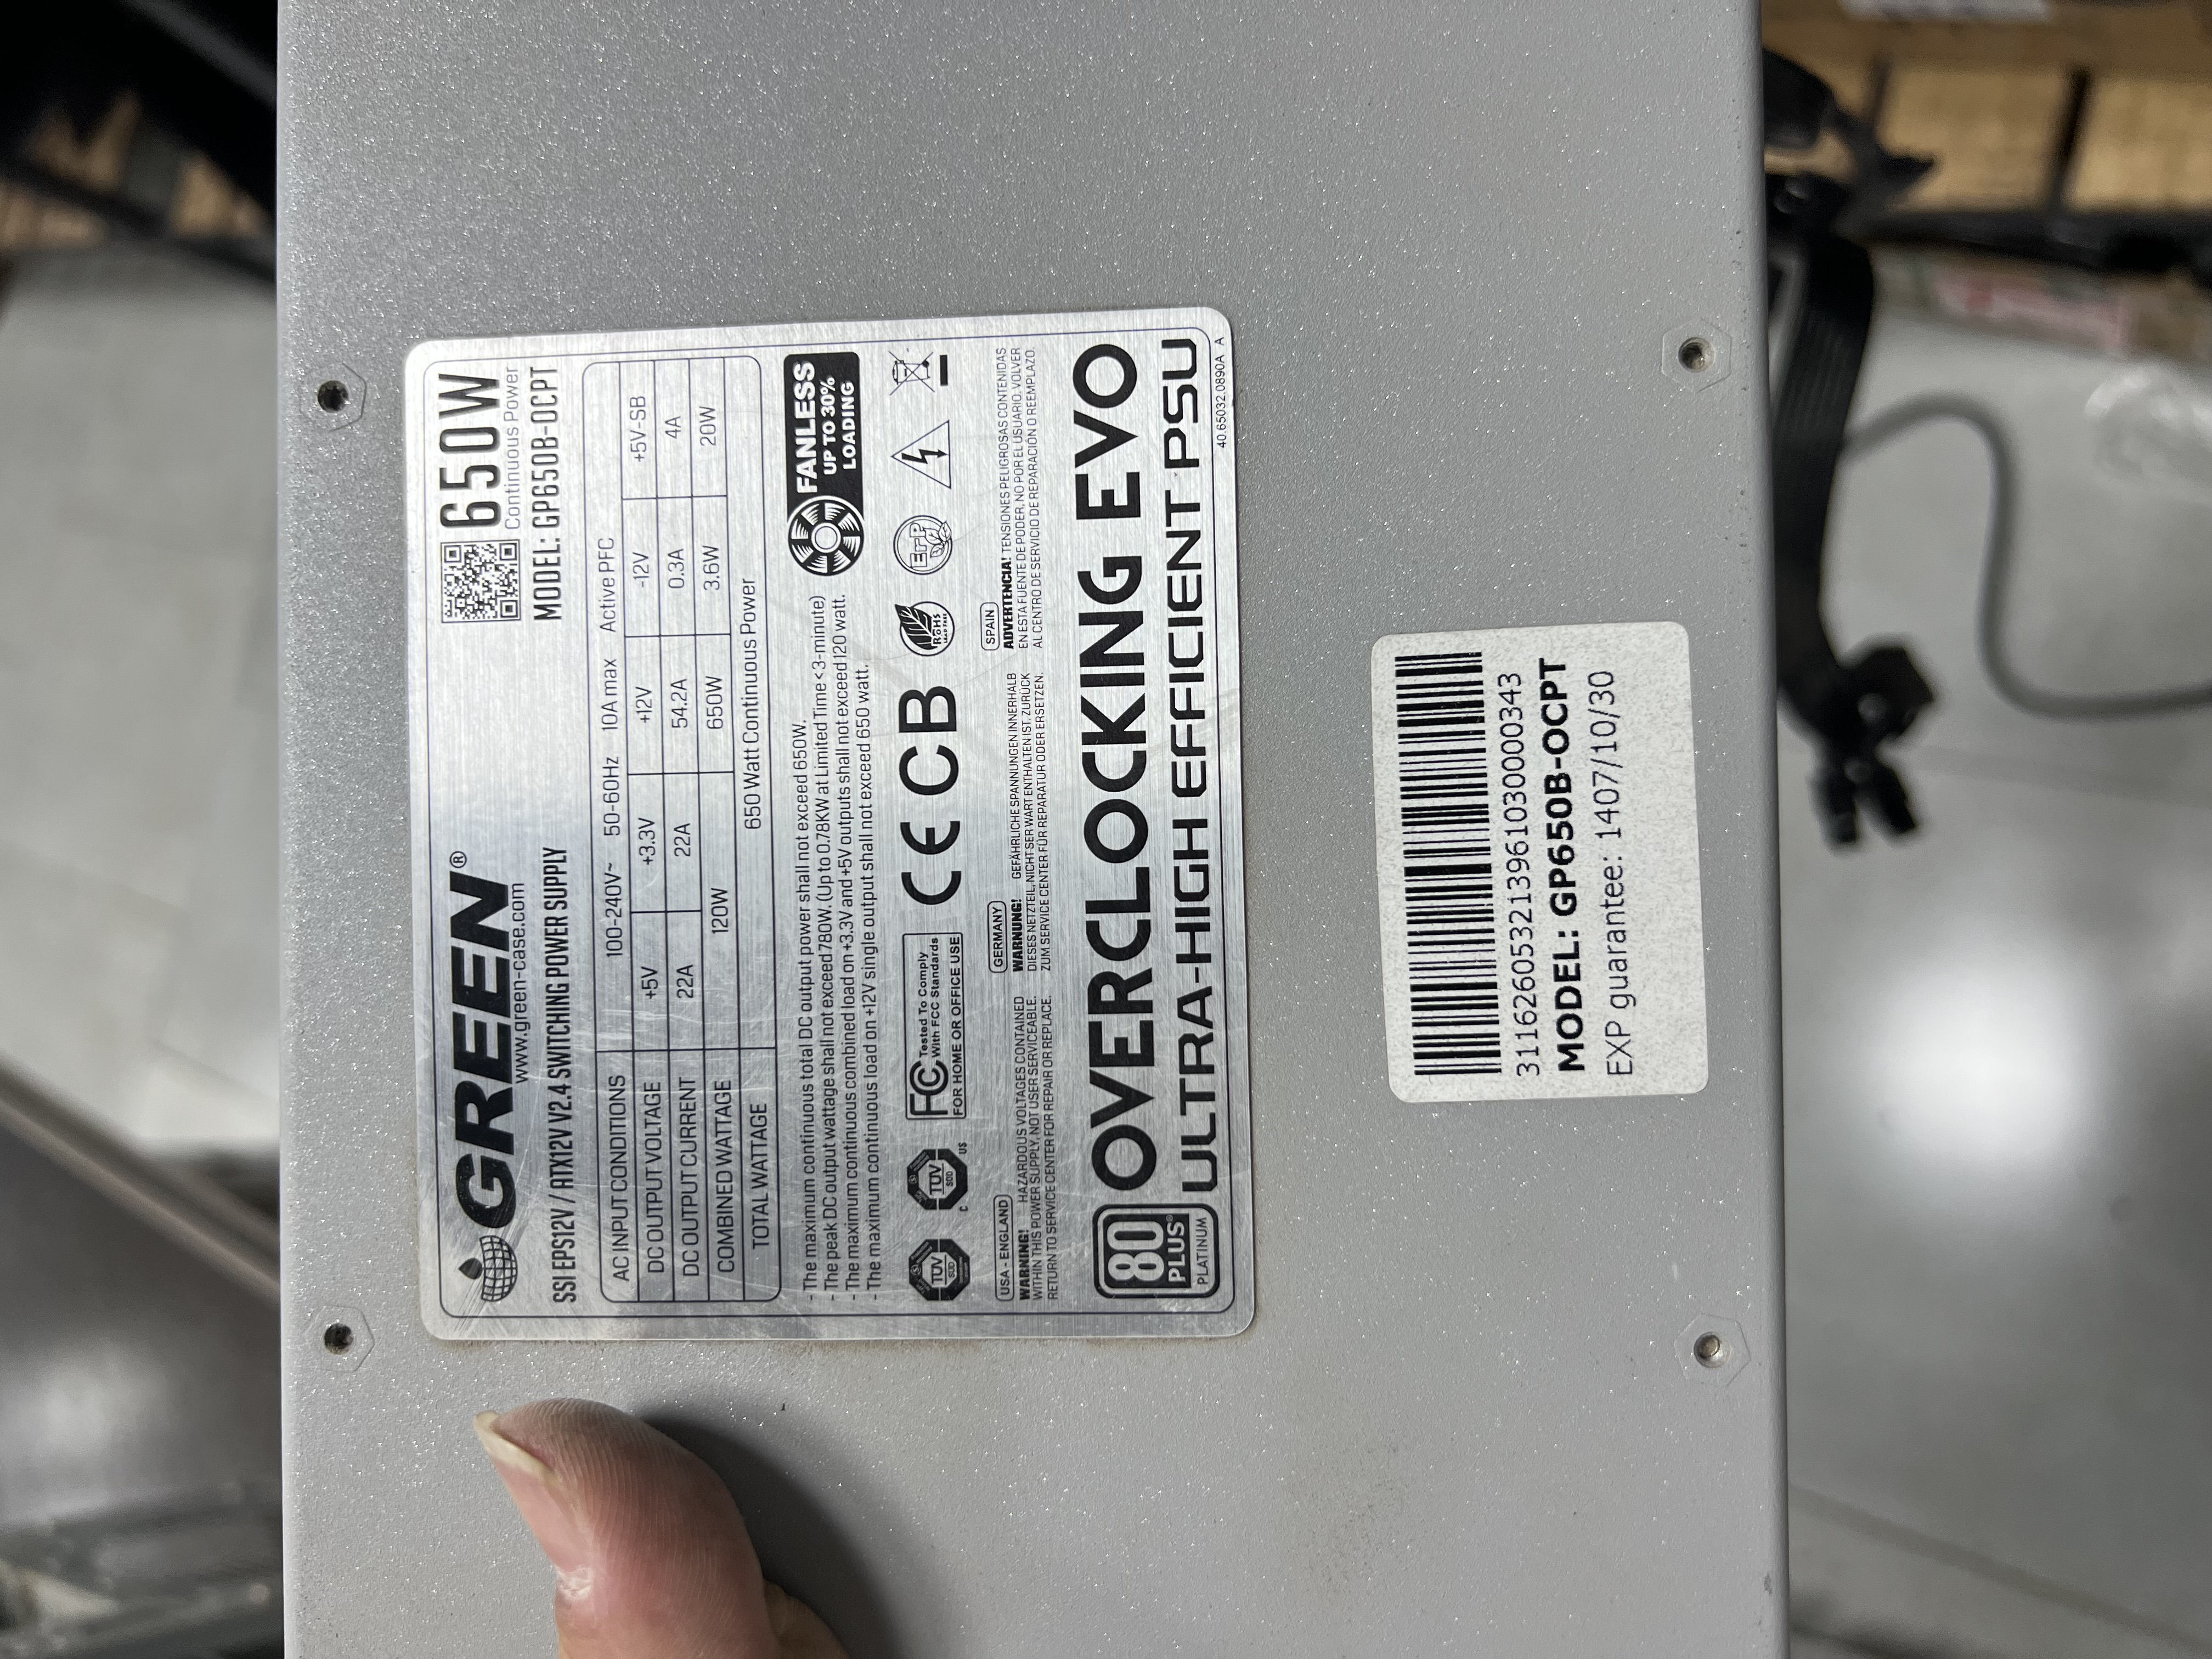 GREEN®
www.green-case.com
650W
Continuous Power
SSI EPS12V / ATX12V V2.4 SWITCHING POWER SUPPLY
MODEL: GP650B-OCPT
AC INPUT CONDITIONS 100-240V~ 50-60Hz 10A max Active PFC
DC OUTPUT VOLTAGE +5V +3.3V +12V -12V +5V-SB
DC OUTPUT CURRENT 22A 22A 54.2A 0.3A 4A
COMBINED WATTAGE 120W 650W 3.6W 20W
TOTAL WATTAGE 650 Watt Continuous Power
- The maximum continuous total DC output power shall not exceed 650W.
- The peak DC output wattage shall not exceed 780W. (Up to 0.78KW at Limited Time < 3-minute)
- The maximum continuous combined load on +3.3V and +5V outputs shall not exceed 120 watt.
- The maximum continuous load on +12V single output shall not exceed 650 watt.
FANLESS
UP TO 30%
LOADING
TUV
SUD
C TUV US
SUD
FC Tested To Comply
With FCC Standards
FOR HOME OR OFFICE USE
CE CB
RoHS
ErP
USA - ENGLAND
WARNING! HAZARDOUS VOLTAGES CONTAINED
WITHIN THIS POWER SUPPLY, NOT USER SERVICEABLE.
RETURN TO SERVICE CENTER FOR REPAIR OR REPLACE.
GERMANY
WARNUNG! GEFÄHRLICHE SPANNUNGEN INNERHALB
DIESES NETZTEIL, NICHT SER WART ENTHALTEN IST. ZURÜCK
ZUM SERVICE CENTER FÜR REPARATUR ODER ERSETZEN.
SPAIN
ADVERTENCIA! TENSIONES PELIGROSAS CONTENIDAS
EN ESTA FUENTE DE PODER, NO POR EL USUARIO. VOLVER
AL CENTRO DE SERVICIO DE REPARACIÓN O REEMPLAZO.
80
PLUS
PLATINUM
OVERCLOCKING EVO
ULTRA-HIGH EFFICIENT PSU
40.65032.0890A A
31162605321396103000034​3
MODEL: GP650B-OCPT
EXP guarantee: 1407/10/30